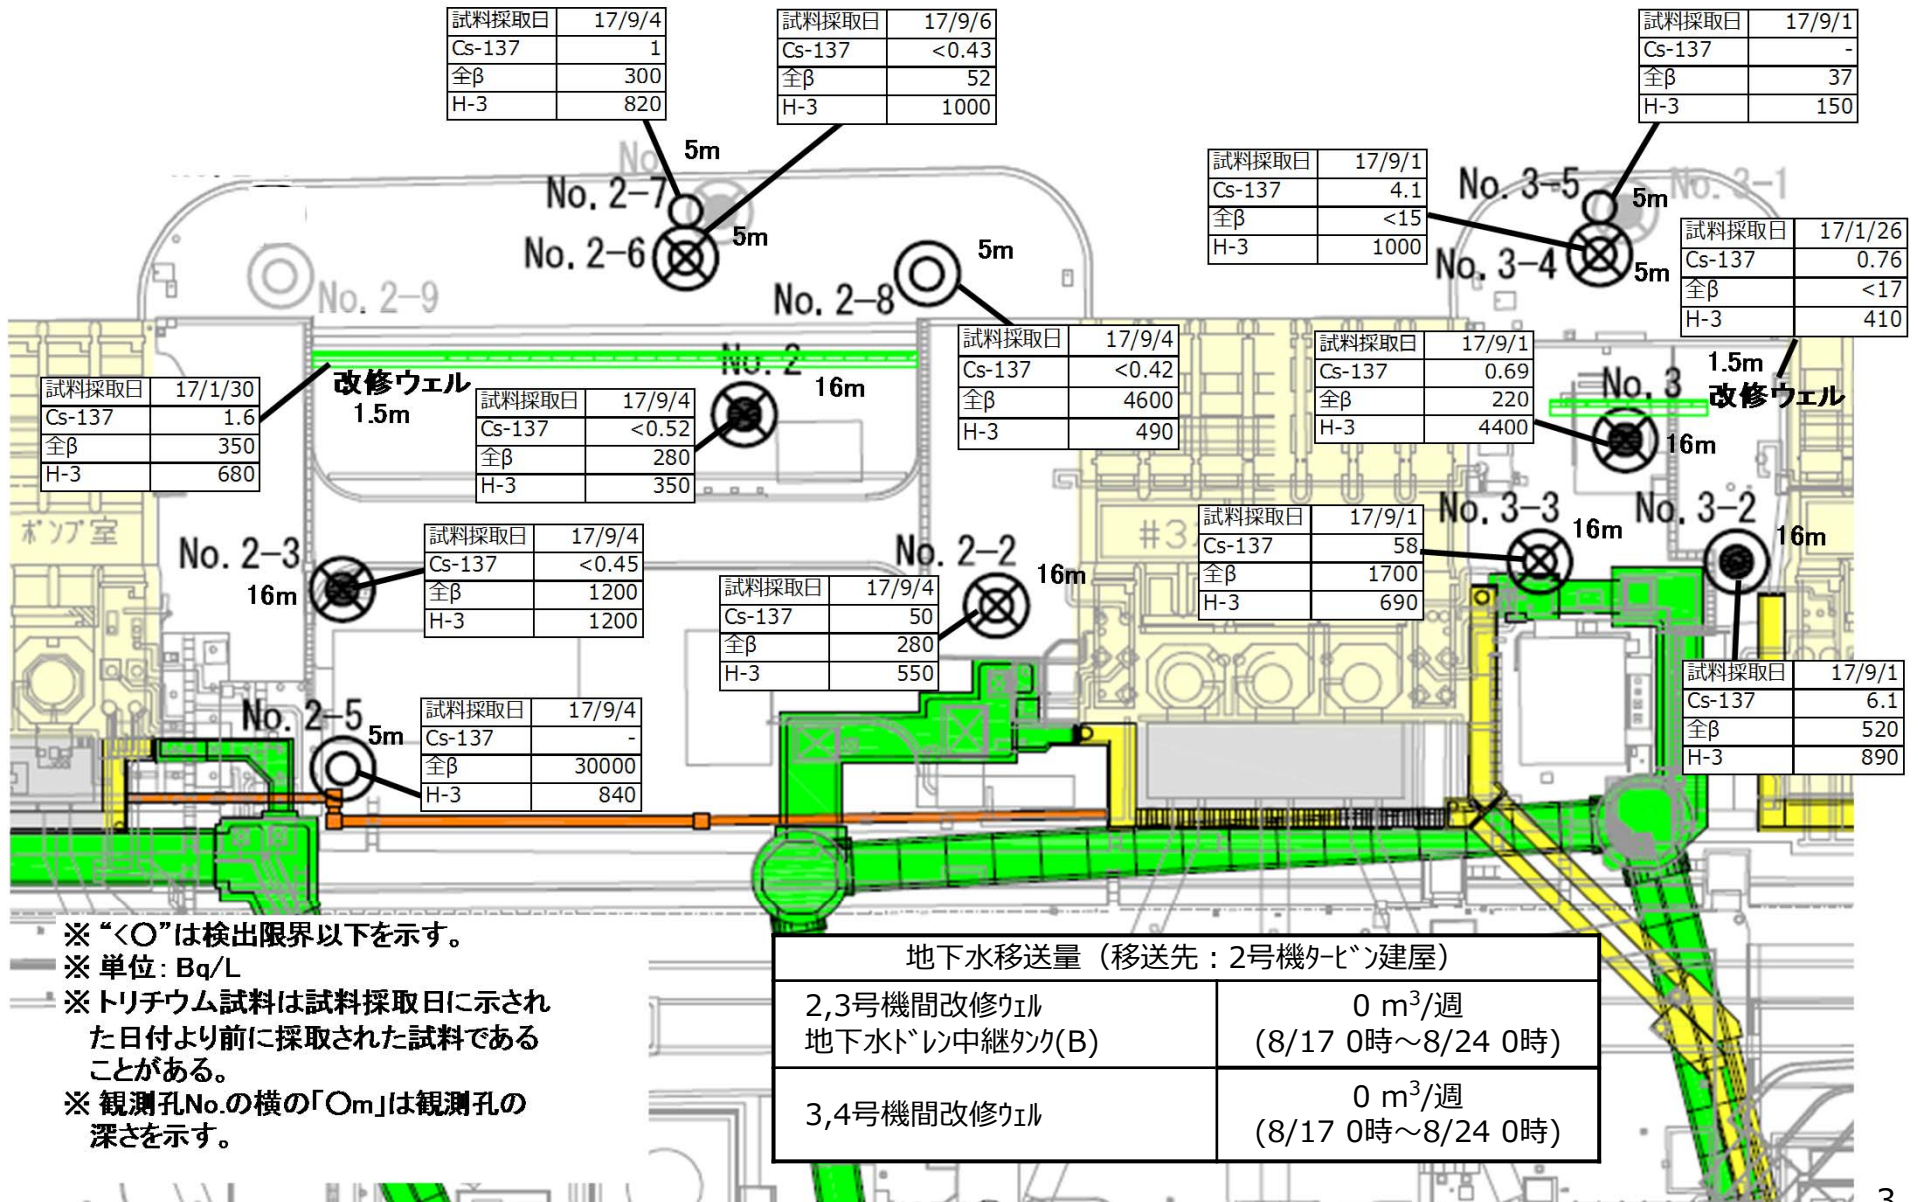 試料採取日 17/9/4
Cs-137 1
全β 300
H-3 820
試料採取日 17/9/6
Cs-137 <0.43
全β 52
H-3 1000
試料採取日 17/9/1
Cs-137 -
全β 37
H-3 150
No 5m
No. 2-7
No. 2-6 5m
No. 2-9
No. 2-8 5m
試料採取日 17/9/1
Cs-137 4.1
全β <15
H-3 1000
No. 3-5 5m No. 3-1
No. 3-4 5m
試料採取日 17/1/26
Cs-137 0.76
全β <17
H-3 410
1.5m
改修ウェル
試料採取日 17/1/30
Cs-137 1.6
全β 350
H-3 680
改修ウェル
1.5m
試料採取日 17/9/4
Cs-137 <0.52
全β 280
H-3 350
No. 2 16m
試料採取日 17/9/4
Cs-137 <0.42
全β 4600
H-3 490
試料採取日 17/9/1
Cs-137 0.69
全β 220
H-3 4400
No. 3
16m
ポンプ室
No. 2-3
16m
試料採取日 17/9/4
Cs-137 <0.45
全β 1200
H-3 1200
No. 2-2
16m
試料採取日 17/9/4
Cs-137 50
全β 280
H-3 550
#3
試料採取日 17/9/1
Cs-137 58
全β 1700
H-3 690
No. 3-3 16m
No. 3-2 16m
試料採取日 17/9/1
Cs-137 6.1
全β 520
H-3 890
No. 2-5 5m
試料採取日 17/9/4
Cs-137 -
全β 30000
H-3 840
※ “<〇”は検出限界以下を示す。
※ 単位: Bq/L
※ トリチウム試料は試料採取日に示され
た日付より前に採取された試料である
ことがある。
※ 観測孔No.の横の「〇m」は観測孔の
深さを示す。
地下水移送量（移送先：2号機ﾀｰﾋﾞﾝ建屋）
2,3号機間改修ｳｪﾙ
地下水ﾄﾞﾚﾝ中継ﾀﾝｸ(B)
0 m³/週
(8/17 0時～8/24 0時)
3,4号機間改修ｳｪﾙ
0 m³/週
(8/17 0時～8/24 0時)
3